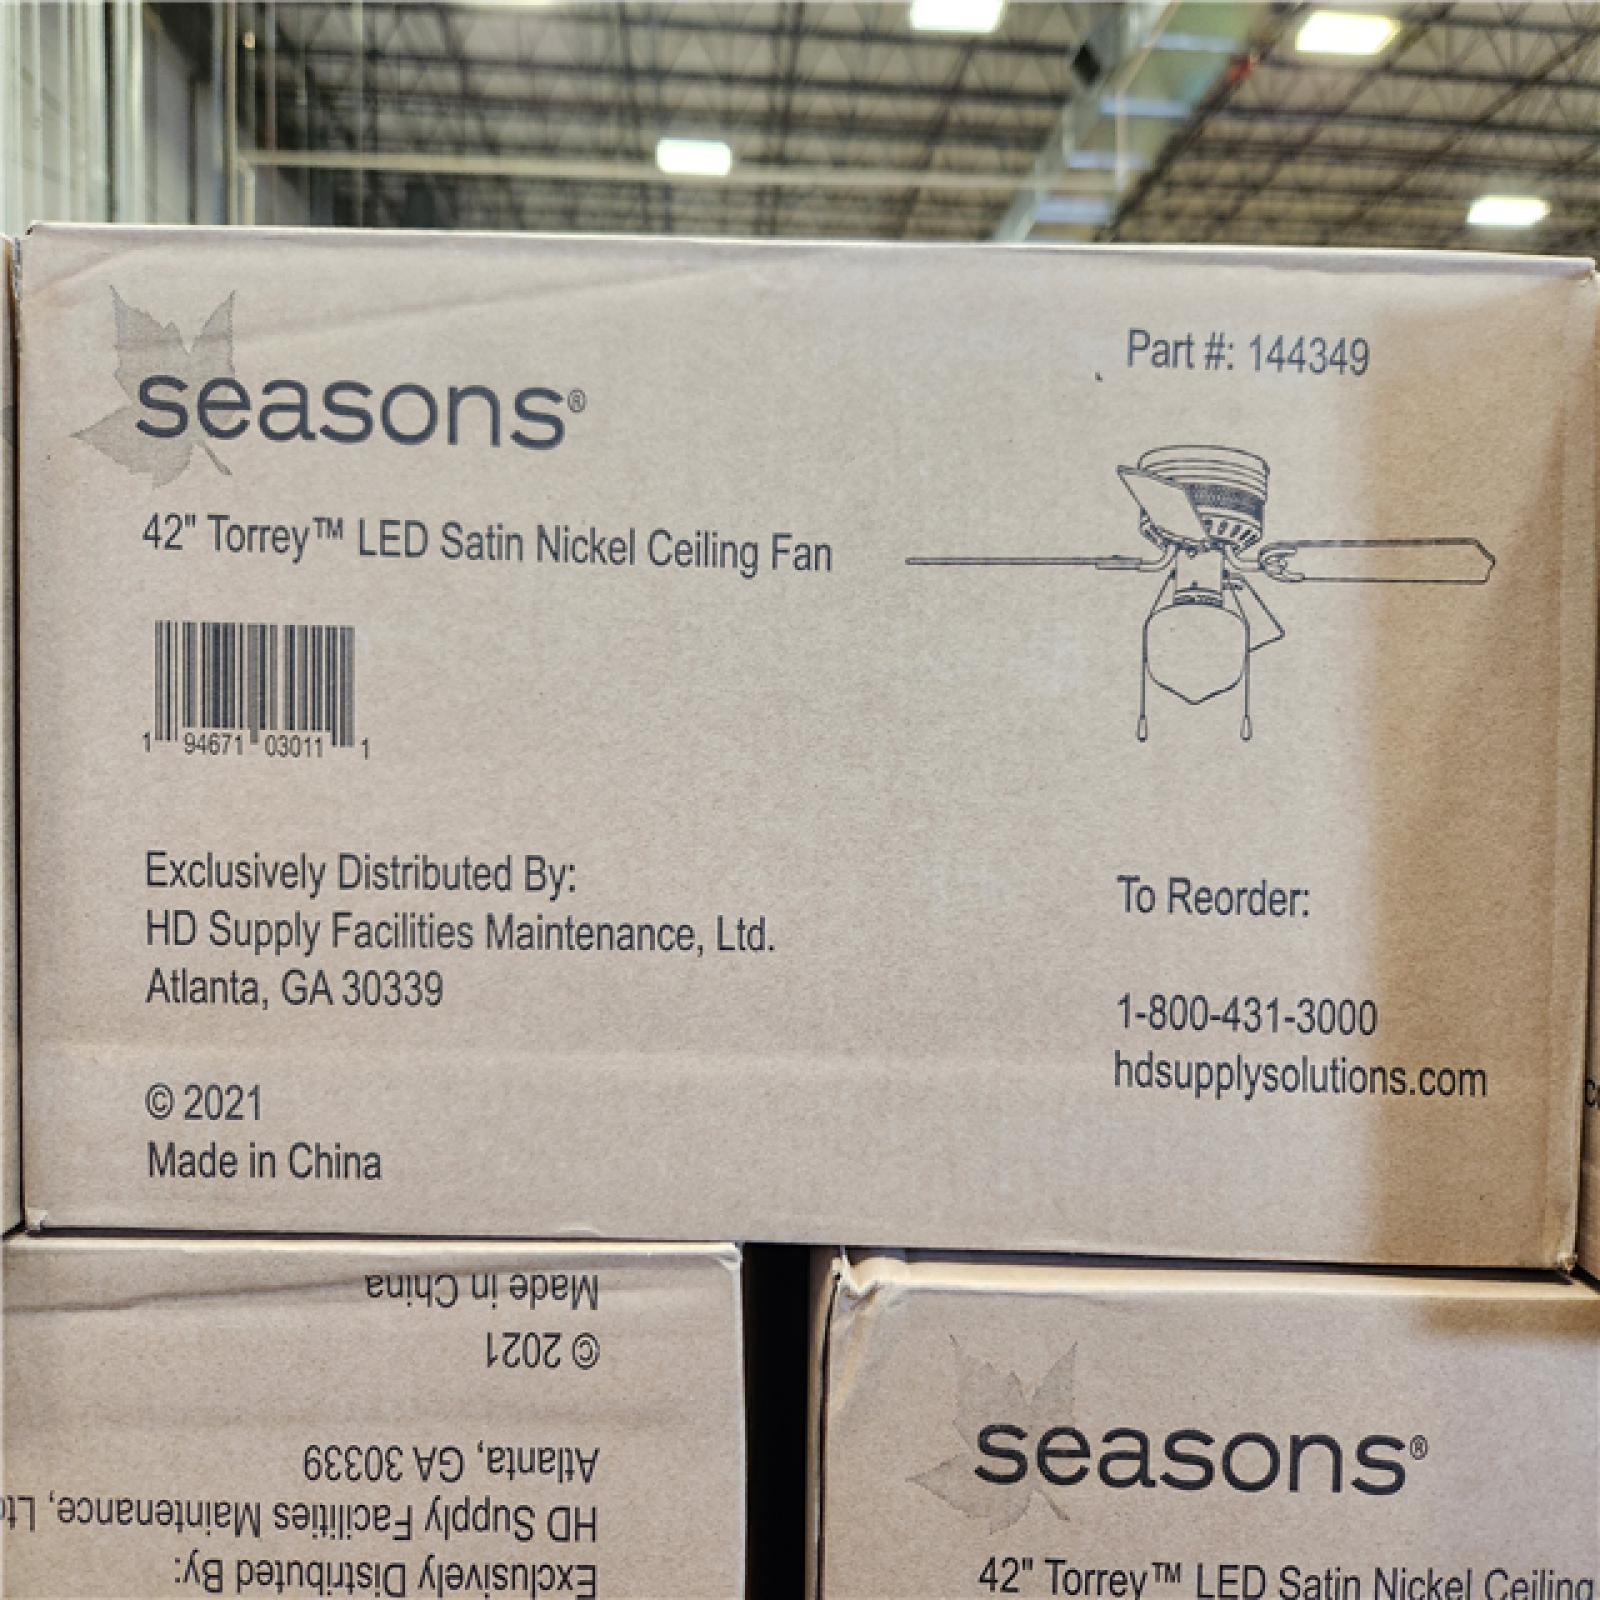 seasons®
Part #: 144349
42" Torrey™ LED Satin Nickel Ceiling Fan
1 94671 03011 1
Exclusively Distributed By:
HD Supply Facilities Maintenance, Ltd.
Atlanta, GA 30339
To Reorder:
1-800-431-3000
hdsupplysolutions.com
© 2021
Made in China
Exclusively Distributed By:
HD Supply Facilities Maintenance, Lt
Atlanta, GA 30339
© 2021
Made in China
seasons®
42" Torrey™ LED Satin Nickel Ceiling